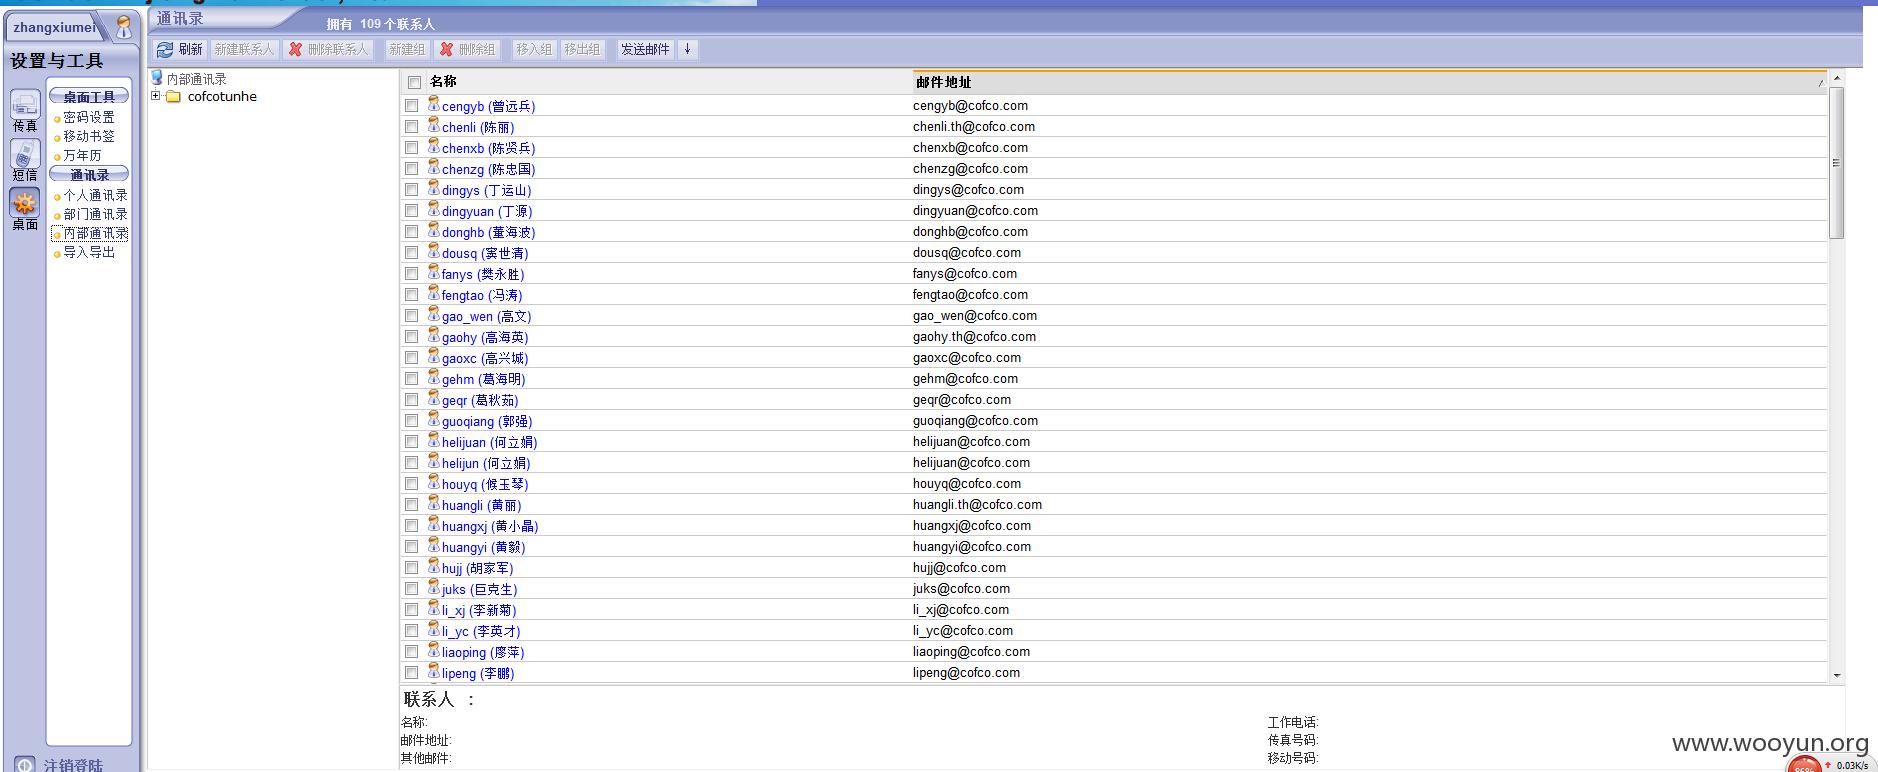 zhangxiumei
通讯录
拥有 109 个联系人
刷新 新建联系人 删除联系人 新建组 删除组 移入组 移出组 发送邮件 ↓
设置与工具
传真
短信
桌面
桌面工具
密码设置
移动书签
万年历
通讯录
个人通讯录
部门通讯录
内部通讯录
导入导出
注销登陆
内部通讯录
cofcotunhe
名称 邮件地址
cengyb (曾远兵) cengyb@cofco.com
chenli (陈丽) chenli.th@cofco.com
chenxb (陈贤兵) chenxb@cofco.com
chenzg (陈忠国) chenzg@cofco.com
dingys (丁运山) dingys@cofco.com
dingyuan (丁源) dingyuan@cofco.com
donghb (董海波) donghb@cofco.com
dousq (窦世清) dousq@cofco.com
fanys (樊永胜) fanys@cofco.com
fengtao (冯涛) fengtao@cofco.com
gao_wen (高文) gao_wen@cofco.com
gaohy (高海英) gaohy.th@cofco.com
gaoxc (高兴城) gaoxc@cofco.com
gehm (葛海明) gehm@cofco.com
geqr (葛秋茹) geqr@cofco.com
guoqiang (郭强) guoqiang@cofco.com
helijuan (何立娟) helijuan@cofco.com
helijun (何立娟) helijuan@cofco.com
houyq (候玉琴) houyq@cofco.com
huangli (黄丽) huangli.th@cofco.com
huangxj (黄小晶) huangxj@cofco.com
huangyi (黄毅) huangyi@cofco.com
hujj (胡家军) hujj@cofco.com
juks (巨克生) juks@cofco.com
li_xj (李新菊) li_xj@cofco.com
li_yc (李英才) li_yc@cofco.com
liaoping (廖萍) liaoping@cofco.com
lipeng (李鹏) lipeng@cofco.com
联系人 :
名称: 工作电话:
邮件地址: 传真号码:
其他邮件: 移动号码:
www.wooyun.org
0.03K/s